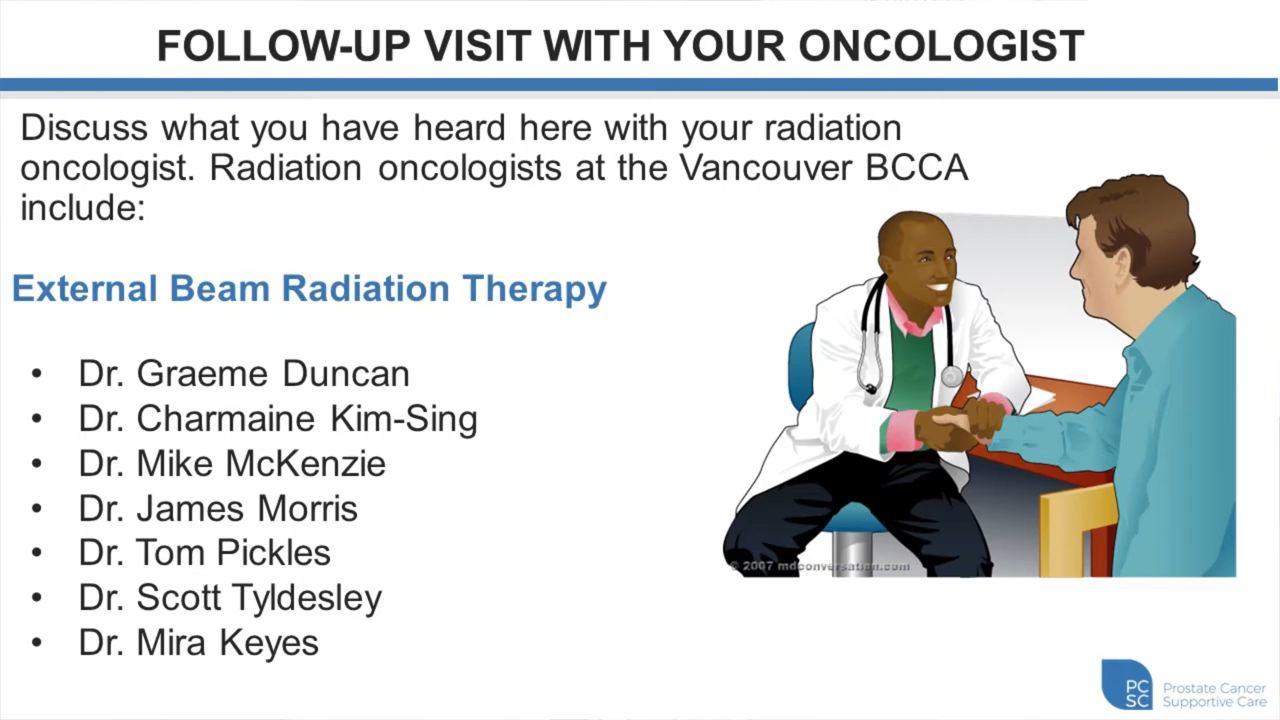 FOLLOW-UP VISIT WITH YOUR ONCOLOGIST
Discuss what you have heard here with your radiation
oncologist. Radiation oncologists at the Vancouver BCCA
include:
External Beam Radiation Therapy
• Dr. Graeme Duncan
• Dr. Charmaine Kim-Sing
• Dr. Mike McKenzie
• Dr. James Morris
• Dr. Tom Pickles
• Dr. Scott Tyldesley
• Dr. Mira Keyes
© 2007 mdconversation.com
PC
SC
Prostate Cancer
Supportive Care